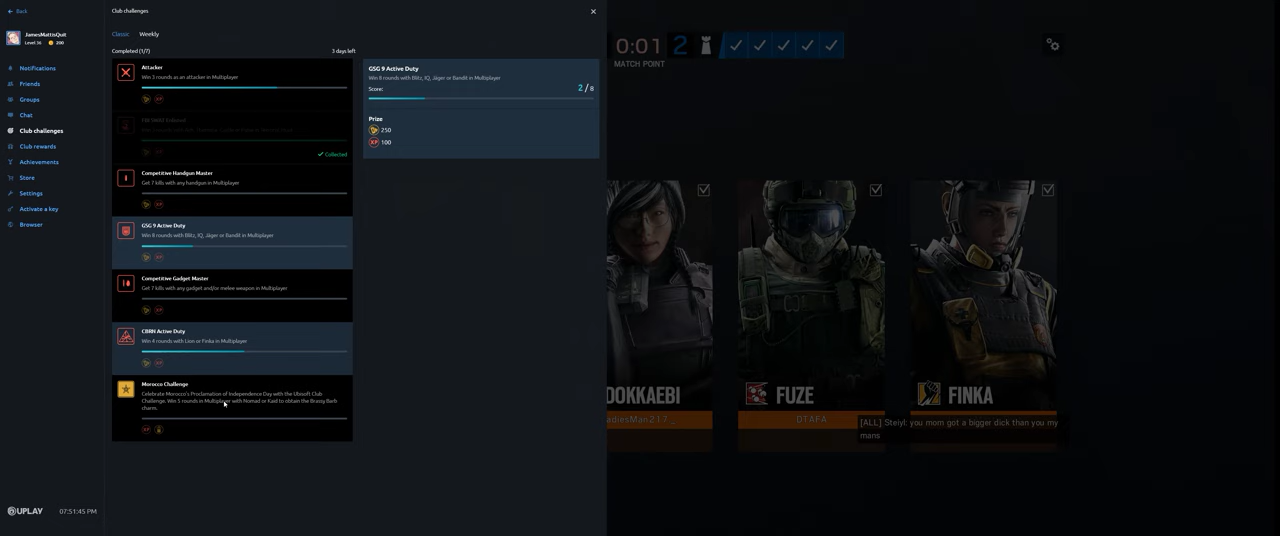 Back
Club challenges
JamesMattisQuit
Level 36 200
Classic Weekly
Completed (1/7) 3 days left
Notifications
Friends
Groups
Chat
Club challenges
Club rewards
Achievements
Store
Settings
Activate a key
Browser
UPLAY 07:51:45 PM
Attacker
Win 3 rounds as an attacker in Multiplayer
Collected
Competitive Handgun Master
Get 7 kills with any handgun in Multiplayer
GSG 9 Active Duty
Win 8 rounds with Blitz, IQ, Jäger or Bandit in Multiplayer
Competitive Gadget Master
Get 7 kills with any gadget and/or melee weapon in Multiplayer
CBRN Active Duty
Win 4 rounds with Lion or Finka in Multiplayer
Morocco Challenge
Celebrate Morocco's Proclamation of Independence Day with the Ubisoft Club
Challenge. Win 5 rounds in Multiplayer with Nomad or Kaid to obtain the Brassy Barb
charm.
GSG 9 Active Duty
Win 8 rounds with Blitz, IQ, Jäger or Bandit in Multiplayer
Score: 2/8
Prize
250
XP 100
0:01 2
MATCH POINT
DOKKAEBI
adiesMan217_
FUZE
DTAFA
FINKA
[ALL] Steiyl: you mom got a bigger dick than you my
mans